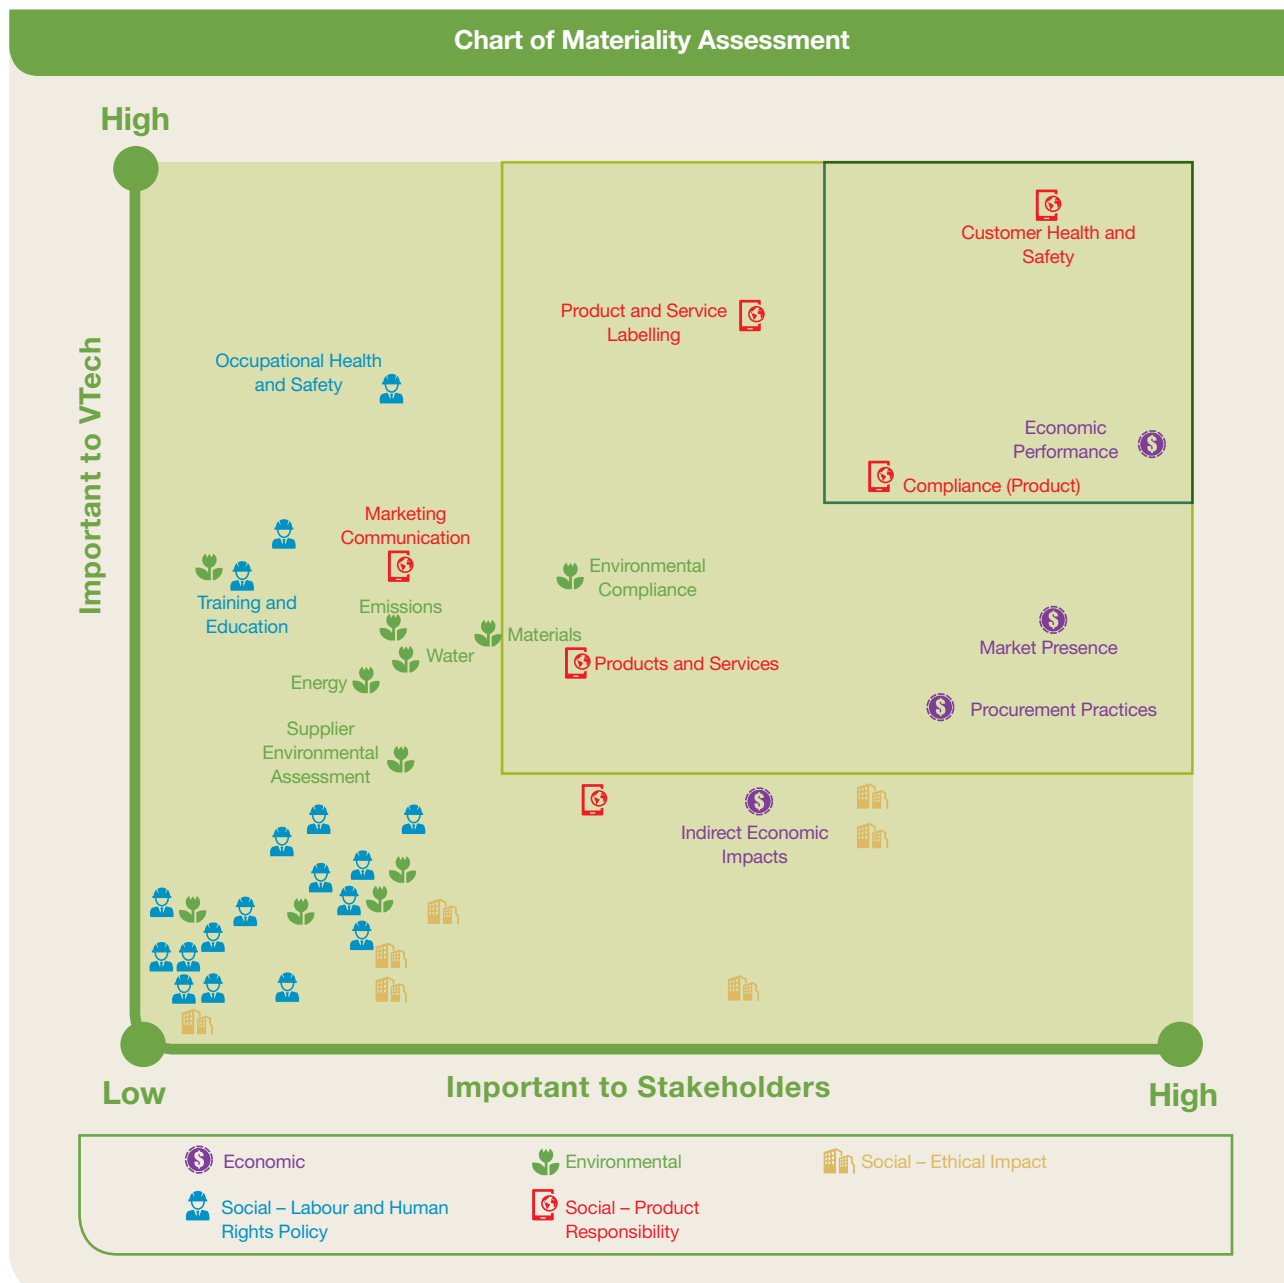 Chart of Materiality Assessment
High
Important to VTech
Customer Health and
Safety
Product and Service
Labelling
Occupational Health
and Safety
Economic
Performance
Compliance (Product)
Marketing
Communication
Environmental
Compliance
Training and
Education
Emissions
Materials
Water
Market Presence
Products and Services
Energy
Procurement Practices
Supplier
Environmental
Assessment
Indirect Economic
Impacts
Low
Important to Stakeholders
High
Economic
Environmental
Social – Ethical Impact
Social – Labour and Human
Rights Policy
Social – Product
Responsibility